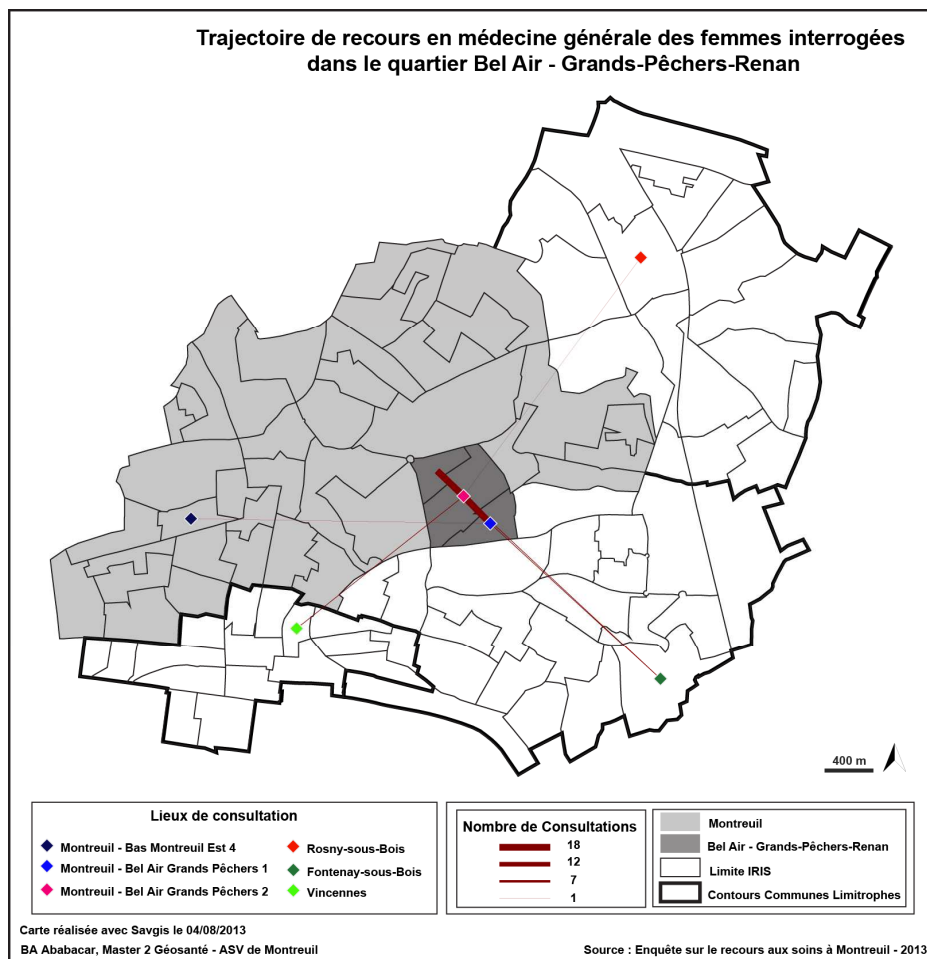 Trajectoire de recours en médecine générale des femmes interrogées
dans le quartier Bel Air - Grands-Pêchers-Renan
400 m
Lieux de consultation
Montreuil - Bas Montreuil Est 4
Montreuil - Bel Air Grands Pêchers 1
Montreuil - Bel Air Grands Pêchers 2
Rosny-sous-Bois
Fontenay-sous-Bois
Vincennes
Nombre de Consultations
18
12
7
1
Montreuil
Bel Air - Grands-Pêchers-Renan
Limite IRIS
Contours Communes Limitrophes
Carte réalisée avec Savgis le 04/08/2013
BA Ababacar, Master 2 Géosanté - ASV de Montreuil
Source : Enquête sur le recours aux soins à Montreuil - 2013